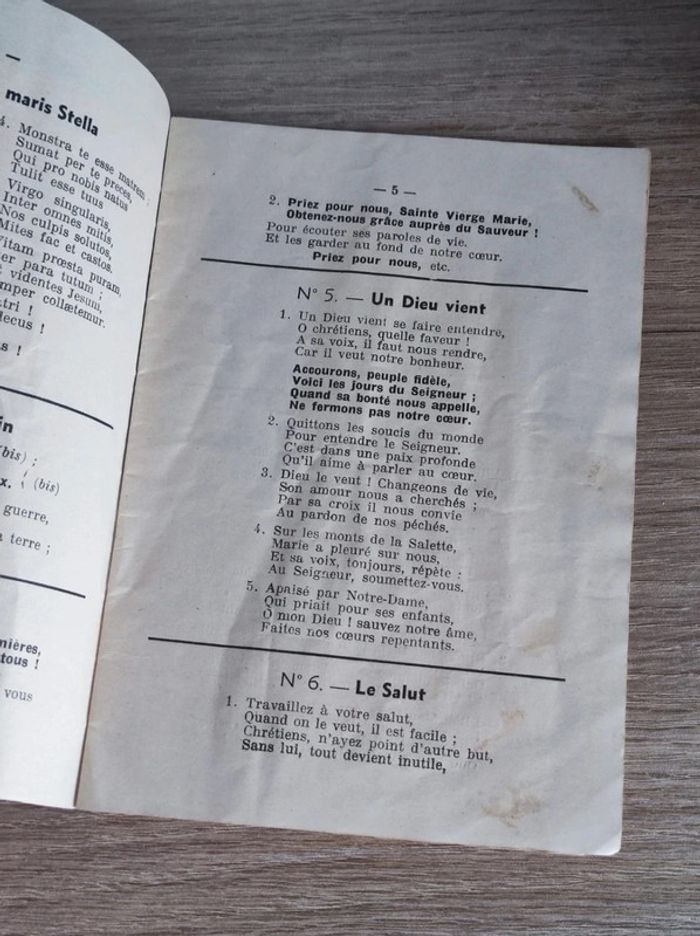 —
maris Stella
4. Monstra te esse matrem ;
Sumat per te preces,
Qui pro nobis natus
Tulit esse tuus
Virgo singularis,
Inter omnes mitis,
Nos culpis solutos,
Mites fac et castos.
Vitam præsta puram,
para tutum ;
videntes Jesum,
collætemur.
!
!
!
(bis) ;
(bis)
guerre,
terre ;
tous !
vous
— 5 —
2. Priez pour nous, Sainte Vierge Marie,
Obtenez-nous grâce auprès du Sauveur !
Pour écouter ses paroles de vie.
Et les garder au fond de notre cœur.
Priez pour nous, etc.
N° 5. — Un Dieu vient
1. Un Dieu vient se faire entendre,
O chrétiens, quelle faveur !
A sa voix, il faut nous rendre,
Car il veut notre bonheur.
Accourons, peuple fidèle,
Voici les jours du Seigneur ;
Quand sa bonté nous appelle,
Ne fermons pas notre cœur.
2. Quittons les soucis du monde
Pour entendre le Seigneur.
C'est dans une paix profonde
Qu'il aime à parler au cœur.
3. Dieu le veut ! Changeons de vie,
Son amour nous a cherchés ;
Par sa croix il nous convie
Au pardon de nos péchés.
4. Sur les monts de la Salette,
Marie a pleuré sur nous,
Et sa voix, toujours, répète :
Au Seigneur, soumettez-vous.
5. Apaisé par Notre-Dame,
Qui priait pour ses enfants,
O mon Dieu ! sauvez notre âme,
Faites nos cœurs repentants.
N° 6. — Le Salut
1. Travaillez à votre salut,
Quand on le veut, il est facile ;
Chrétiens, n'ayez point d'autre but,
Sans lui, tout devient inutile,